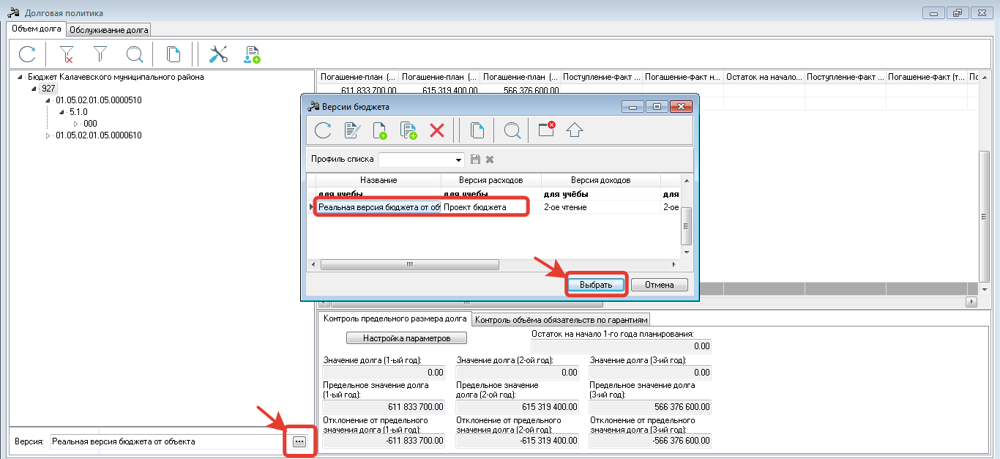 Долговая политика
Объем долга
Обслуживание долга
Бюджет Калачевского муниципального района
927
01.05.02.01.05.0000510
5.1.0
000
01.05.02.01.05.0000610
Погашение-план (... Погашение-план (... Погашение-план (... Поступление-факт ... Погашение-факт н... Остаток на начало... Поступление-факт ... Погашение-факт (т... По
611 833 700.00 615 319 400.00 566 376 600.00
Версии бюджета
Профиль списка
Название Версия расходов Версия доходов
для учебы для учебы для учёбы для
Реальная версия бюджета от об Проект бюджета 2-ое чтение 2-ое
Выбрать Отмена
Контроль предельного размера долга
Контроль объёма обязательств по гарантиям
Настройка параметров
Остаток на начало 1-го года планирования:
0.00
Значение долга (1-ый год): Значение долга (2-ой год): Значение долга (3-ий год):
0.00 0.00 0.00
Предельное значение долга Предельное значение Предельное значение долга
(1-ый год): долга (2-ой год): (3-ий год):
611 833 700.00 615 319 400.00 566 376 600.00
Отклонение от предельного Отклонение от предельного Отклонение от предельного
значения долга (1-ый год): значения долга (2-ой год): значения долга (3-ий год):
-611 833 700.00 -615 319 400.00 -566 376 600.00
Версия: Реальная версия бюджета от объекта ...